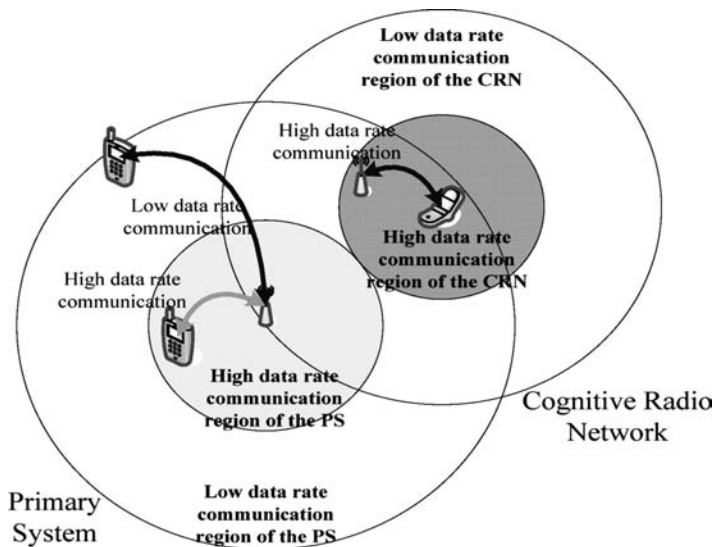 Low data rate
communication
region of the CRN
High data rate
communication
Low data rate
communication
High data rate
communication
region of the CRN
High data rate
communication
High data rate
communication
region of the PS
Cognitive Radio
Network
Low data rate
communication
region of the PS
Primary
System